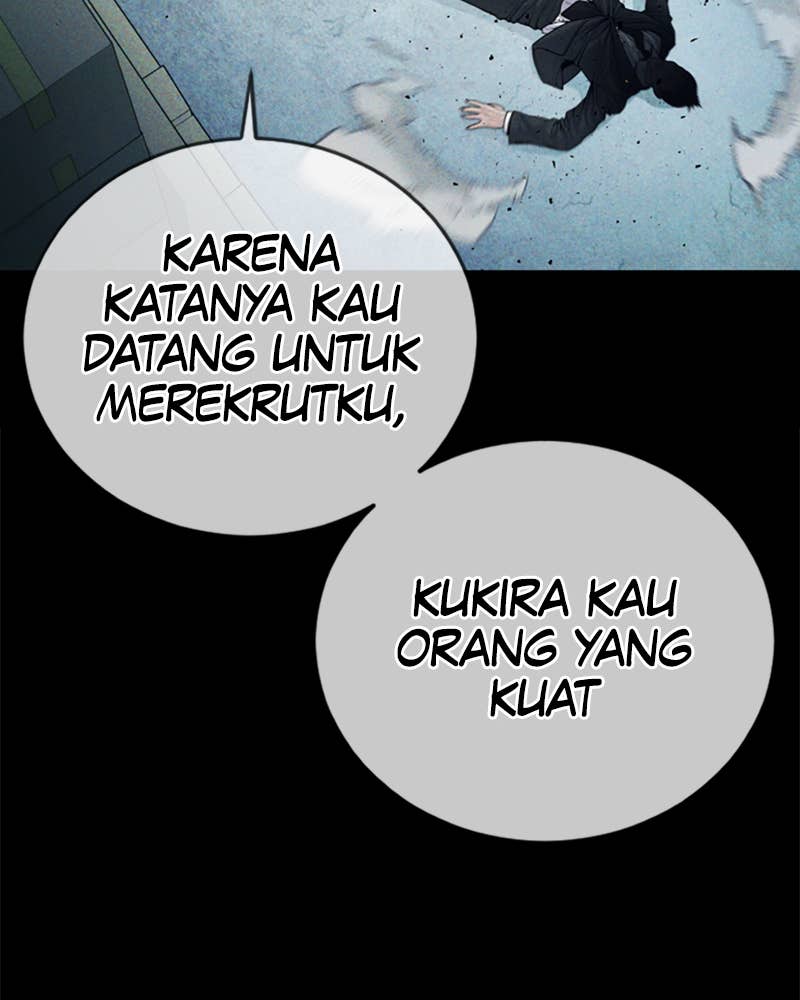 KARENA
KATANYA KAU
DATANG UNTUK
MEREKRUTKU,
KUKIRA KAU
ORANG YANG
KUAT